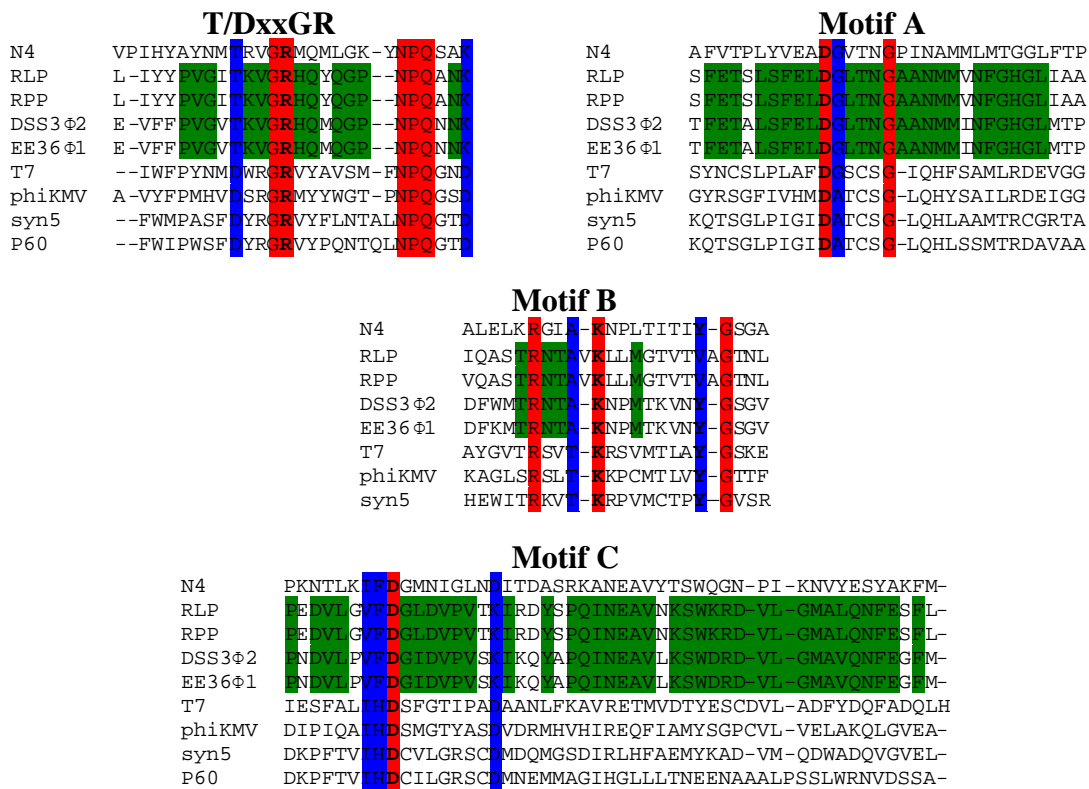 T/DxxGR
N4 VPIHYAYNMTRVGRMQMLGK-YNPQSAK
RLP L-IYYPVGITKVGRHQYQGP--NPQANK
RPP L-IYYPVGITKVGRHQYQGP--NPQANK
DSS3Φ2 E-VFFPVGVTKVGRHQMQGP--NPQNNK
EE36Φ1 E-VFFPVGVTKVGRHQMQGP--NPQNNK
T7 --IWFPYNMDWRGRVYAVSM-FNPQGND
phiKMV A-VYFPMHVDSRGRMYYWGT-PNPQGSD
syn5 --FWMPASFDYRGRVYFLNTALNPQGTD
P60 --FWIPWSFDYRGRVYPQNTQLNPQGTD
Motif A
N4 AFVTPLYVEADGVTNGPINAMMLMTGGLFTP
RLP SFETSLSFELDGLTNGAANMMVNFGHGLIAA
RPP SFETSLSFELDGLTNGAANMMVNFGHGLIAA
DSS3Φ2 TFETALSFELDGLTNGAANMMINFGHGLMTP
EE36Φ1 TFETALSFELDGLTNGAANMMINFGHGLMTP
T7 SYNCSLPLAFDGSCSG-IQHFSAMLRDEVGG
phiKMV GYRSGFIVHMDATCSG-LQHYSAILRDEIGG
syn5 KQTSGLPIGIDATCSG-LQHLAAMTRCGRTA
P60 KQTSGLPIGIDATCSG-LQHLSSMTRDAVAA
Motif B
N4 ALELKRGIA-KNPLTITIY-GSGA
RLP IQASTRNTAVKLLMGTVTVAGTNL
RPP VQASTRNTAVKLLMGTVTVAGTNL
DSS3Φ2 DFWMTRNTA-KNPMTKVNY-GSGV
EE36Φ1 DFKMTRNTA-KNPMTKVNY-GSGV
T7 AYGVTRSVT-KRSVMTLAY-GSKE
phiKMV KAGLSRSLT-KKPCMTLVY-GTTF
syn5 HEWITRKVT-KRPVMCTPY-GVSR
Motif C
N4 PKNTLKIFDGMNIGLNDITDASRKANEAVYTSWQGN-PI-KNVYESYAKFM-
RLP PEDVLGVFDGLDVPVTKIRDYSPQINEAVNKSWKRD-VL-GMALQNFESFL-
RPP PEDVLGVFDGLDVPVTKIRDYSPQINEAVNKSWKRD-VL-GMALQNFESFL-
DSS3Φ2 PNDVLPVFDGIDVPVSKIKQYAPQINEAVLKSWDRD-VL-GMAVQNFEGFM-
EE36Φ1 PNDVLPVFDGIDVPVSKIKQYAPQINEAVLKSWDRD-VL-GMAVQNFEGFM-
T7 IESFALIHDSFGTIPADAANLFKAVRETMVDTYESCDVL-ADFYDQFADQLH
phiKMV DIPIQAIHDSMGTYASDVDRMHVHIREQFIAMYSGPCVL-VELAKQLGVEA-
syn5 DKPFTVIHDCVLGRSCDMDQMGSDIRLHFAEMYKAD-VM-QDWADQVGVEL-
P60 DKPFTVIHDCILGRSCDMNEMMAGIHGLLLTNEENAAALPSSLWRNVDSSA-